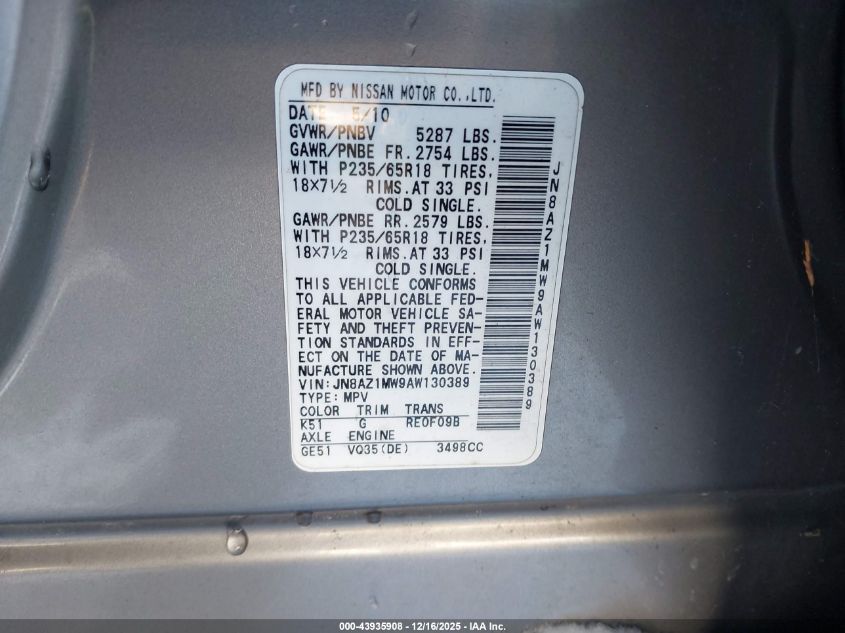 MFD BY NISSAN MOTOR CO.,LTD.
DATE 5/10
GVWR/PNBV 5287 LBS.
GAWR/PNBE FR. 2754 LBS.
WITH P235/65R18 TIRES,
18X7½ RIMS.AT 33 PSI
COLD SINGLE.
GAWR/PNBE RR. 2579 LBS.
WITH P235/65R18 TIRES,
18X7½ RIMS.AT 33 PSI
COLD SINGLE.
THIS VEHICLE CONFORMS
TO ALL APPLICABLE FED-
ERAL MOTOR VEHICLE SA-
FETY AND THEFT PREVEN-
TION STANDARDS IN EFF-
ECT ON THE DATE OF MA-
NUFACTURE SHOWN ABOVE.
VIN: JN8AZ1MW9AW130389
TYPE: MPV
COLOR TRIM TRANS
K51 G RE0F09B
AXLE ENGINE
GE51 VQ35(DE) 3498CC
JN8AZ1MW9AW130389
000-43935908 - 12/16/2025 - IAA Inc.